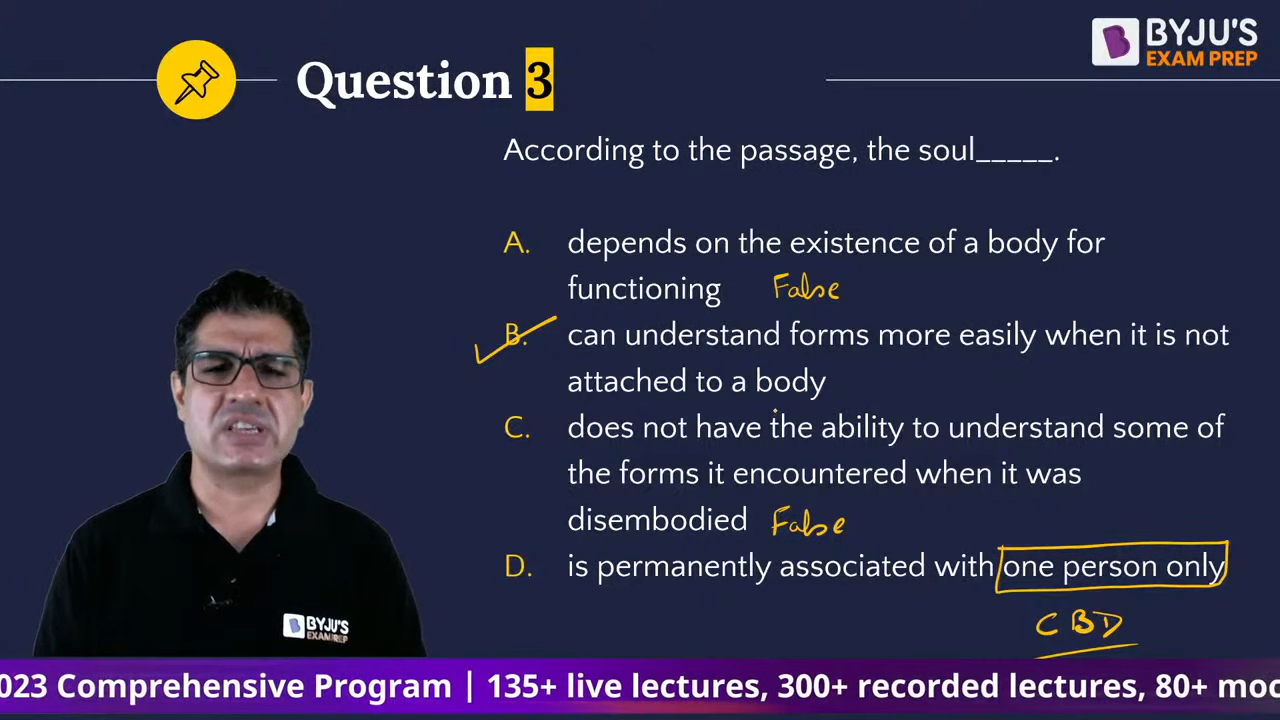 BYJU'S
EXAM PREP
Question 3
According to the passage, the soul_____.
A. depends on the existence of a body for
functioning False
B. can understand forms more easily when it is not
attached to a body
C. does not have the ability to understand some of
the forms it encountered when it was
disembodied False
D. is permanently associated with one person only
CBD
BYJU'S
EXAM PREP
023 Comprehensive Program | 135+ live lectures, 300+ recorded lectures, 80+ moc